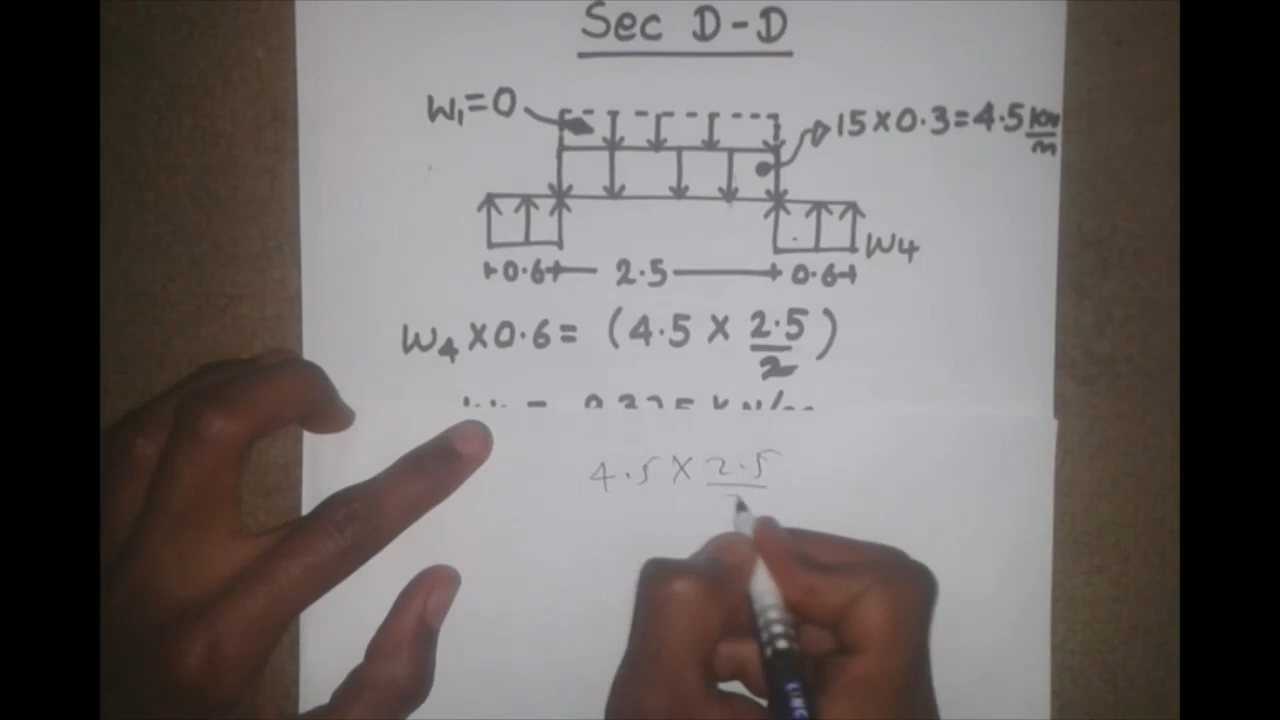 Sec D-D
W₁=0
15×0.3=4.5 KN/m
W4
0.6 2.5 0.6
W₄×0.6= (4.5 × 2.5/2)
4.5 × 2.5
LINC